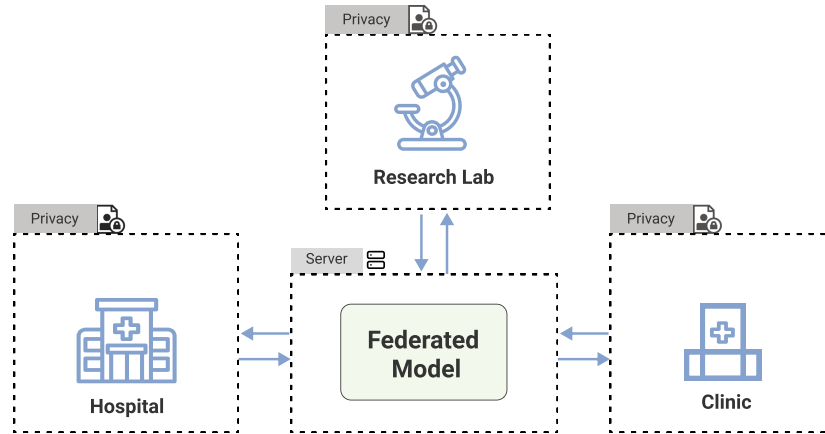 Privacy
Research Lab
Privacy
Hospital
Server
Federated
Model
Privacy
Clinic